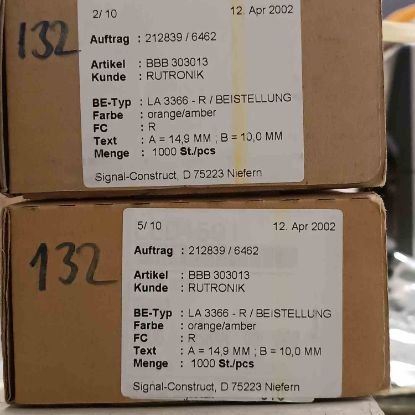 132
2/ 10 12. Apr 2002
Auftrag : 212839 / 6462
Artikel : BBB 303013
Kunde : RUTRONIK
BE-Typ : LA 3366 - R / BEISTELLUNG
Farbe : orange/amber
FC : R
Text : A = 14,9 MM ; B = 10,0 MM
Menge : 1000 St./pcs
Signal-Construct, D 75223 Niefern
132
5/ 10 12. Apr 2002
Auftrag : 212839 / 6462
Artikel : BBB 303013
Kunde : RUTRONIK
BE-Typ : LA 3366 - R / BEISTELLUNG
Farbe : orange/amber
FC : R
Text : A = 14,9 MM ; B = 10,0 MM
Menge : 1000 St./pcs
Signal-Construct, D 75223 Niefern